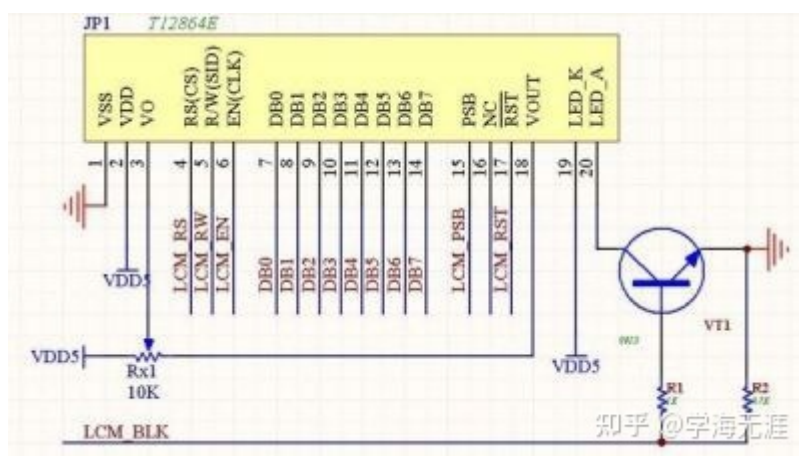 JP1
T12864E
VSS
VDD
VO
RS(CS)
R/W(SID)
EN(CLK)
DB0
DB1
DB2
DB3
DB4
DB5
DB6
DB7
PSB
NC
RST
VOUT
LED_K
LED_A
1
2
3
4
5
6
7
8
9
10
11
12
13
14
15
16
17
18
19
20
LCM_RS
LCM_RW
LCM_EN
DB0
DB1
DB2
DB3
DB4
DB5
DB6
DB7
LCM_PSB
LCM_RST
VDD5
VT1
VDD5
VDD5
Rx1
10K
R1
R2
LCM_BLK
知乎 @学海无涯